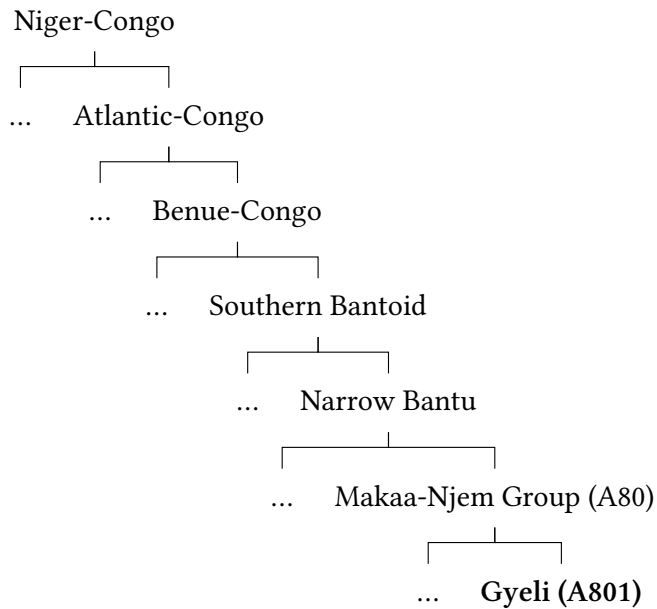 Niger-Congo
... Atlantic-Congo
... Benue-Congo
... Southern Bantoid
... Narrow Bantu
... Makaa-Njem Group (A80)
... Gyeli (A801)